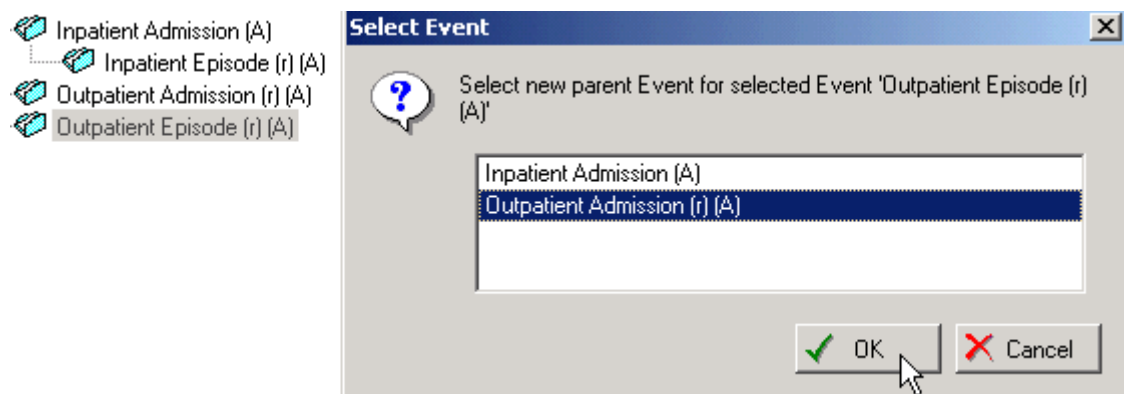 Inpatient Admission (A)
Inpatient Episode (r) (A)
Outpatient Admission (r) (A)
Outpatient Episode (r) (A)
Select Event
Select new parent Event for selected Event 'Outpatient Episode (r)
(A)'
Inpatient Admission (A)
Outpatient Admission (r) (A)
OK
Cancel